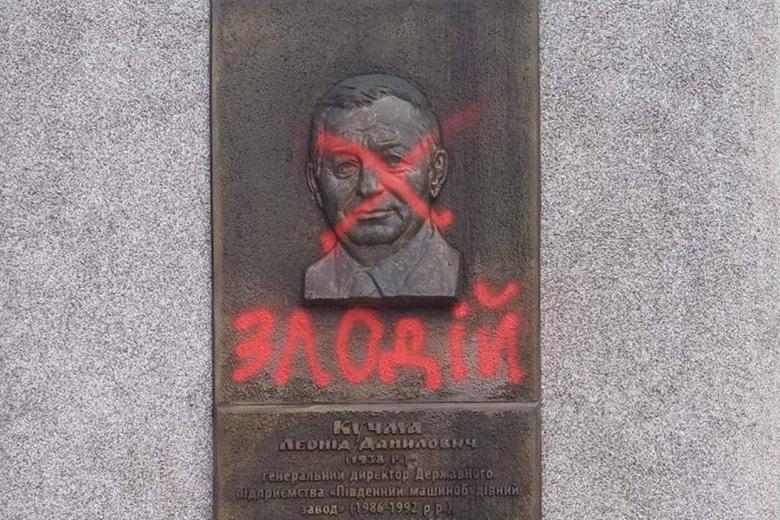 ЗЛОДІЙ
Кучма
Леонід Данилович
(1938 р.)
генеральний директор Державного
підприємства «Південний машинобудівний
завод» (1986-1992 р р.)